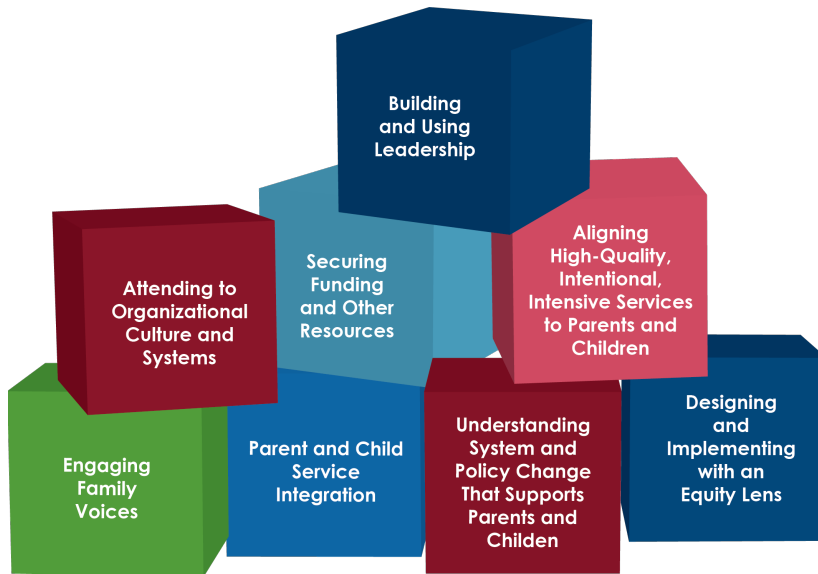 Building
and Using
Leadership
Attending to
Organizational
Culture and
Systems
Securing
Funding
and Other
Resources
Aligning
High-Quality,
Intentional,
Intensive Services
to Parents and
Children
Engaging
Family
Voices
Parent and Child
Service
Integration
Understanding
System and
Policy Change
That Supports
Parents and
Childen
Designing
and
Implementing
with an
Equity Lens